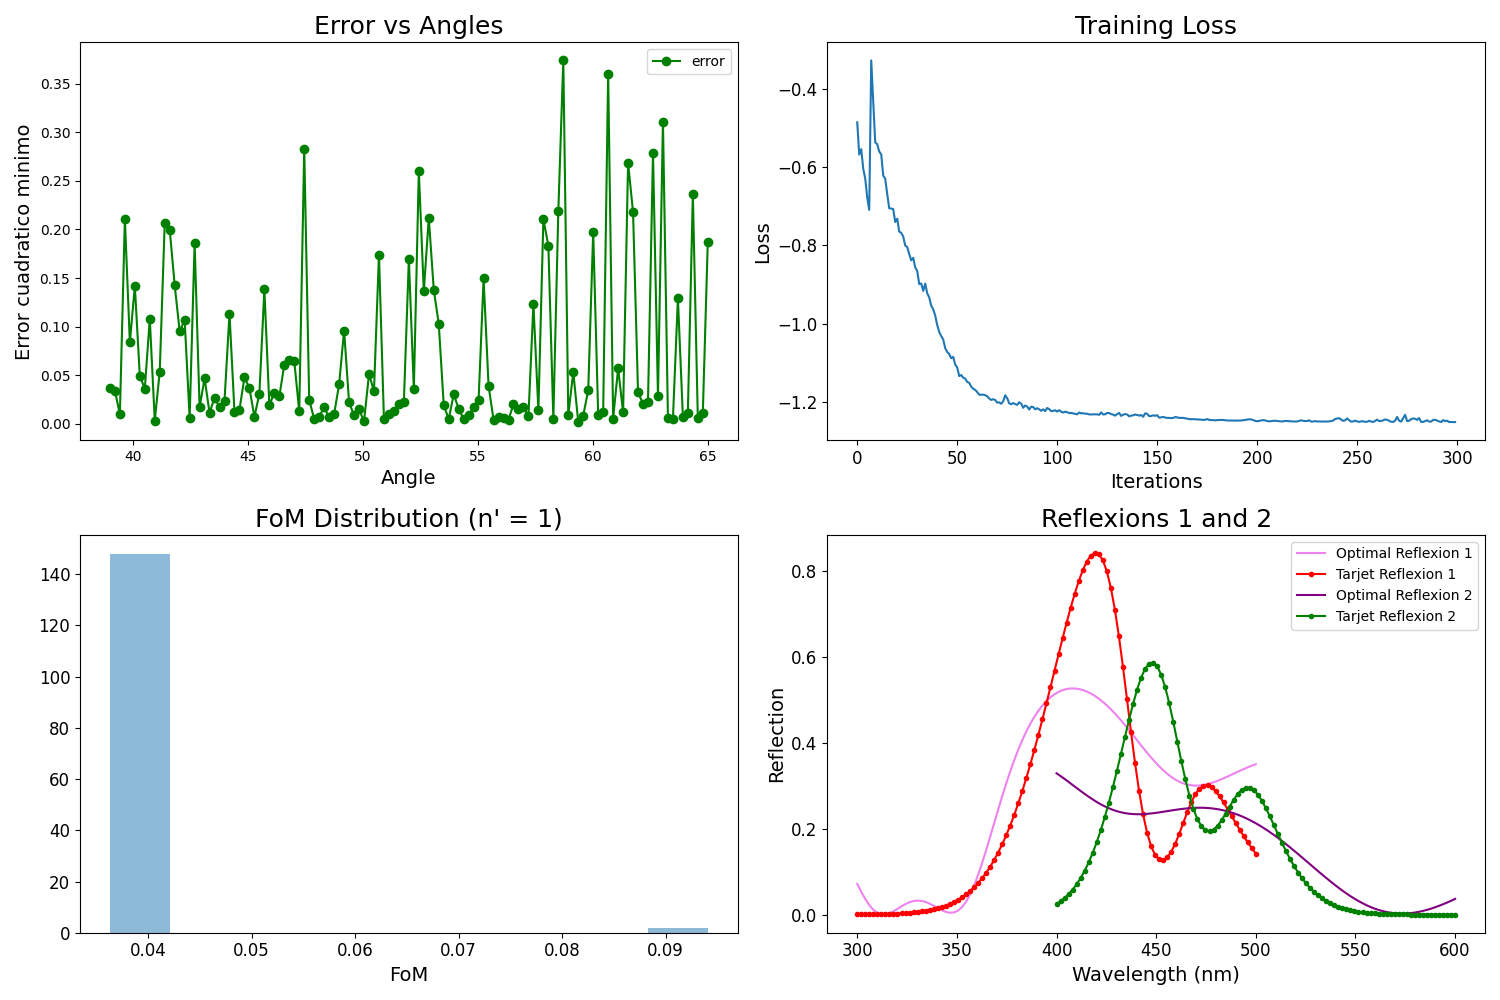 Error vs Angles
error
Error cuadratico minimo
0.35
0.30
0.25
0.20
0.15
0.10
0.05
0.00
40 45 50 55 60 65
Angle
Training Loss
Loss
−0.4
−0.6
−0.8
−1.0
−1.2
0 50 100 150 200 250 300
Iterations
FoM Distribution (n' = 1)
140
120
100
80
60
40
20
0
0.04 0.05 0.06 0.07 0.08 0.09
FoM
Reflexions 1 and 2
Optimal Reflexion 1
Tarjet Reflexion 1
Optimal Reflexion 2
Tarjet Reflexion 2
Reflection
0.8
0.6
0.4
0.2
0.0
300 350 400 450 500 550 600
Wavelength (nm)